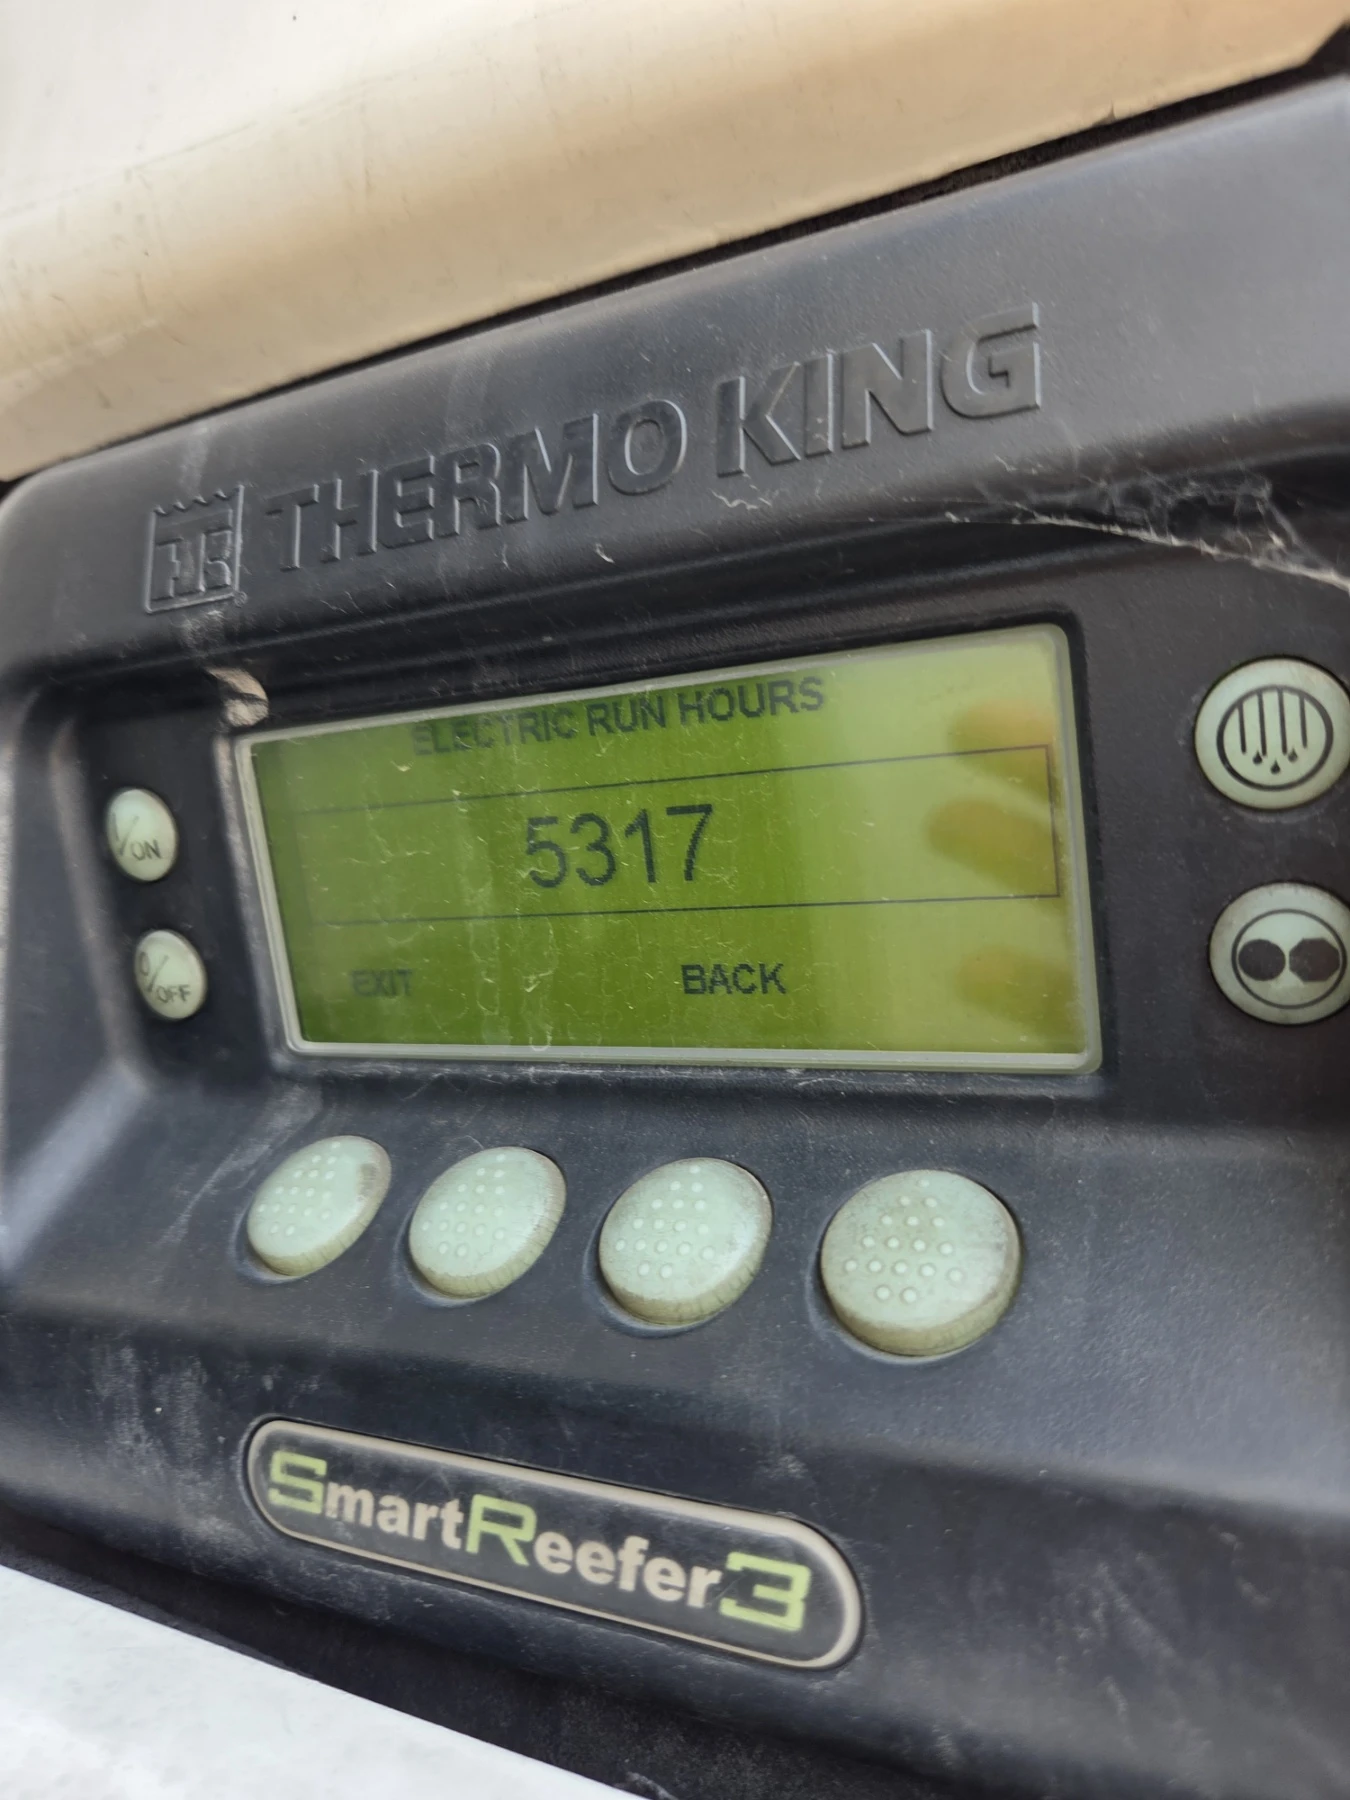 THERMO KING
ELECTRIC RUN HOURS
5317
EXIT BACK
I/ON
O/OFF
SmartReefer3